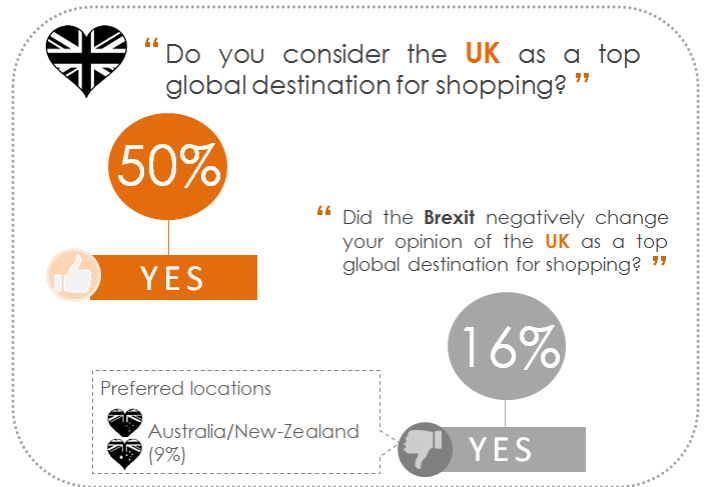 “ Do you consider the UK as a top
global destination for shopping? ”
50%
YES
“ Did the Brexit negatively change
your opinion of the UK as a top
global destination for shopping? ”
16%
YES
Preferred locations
Australia/New-Zealand
(9%)